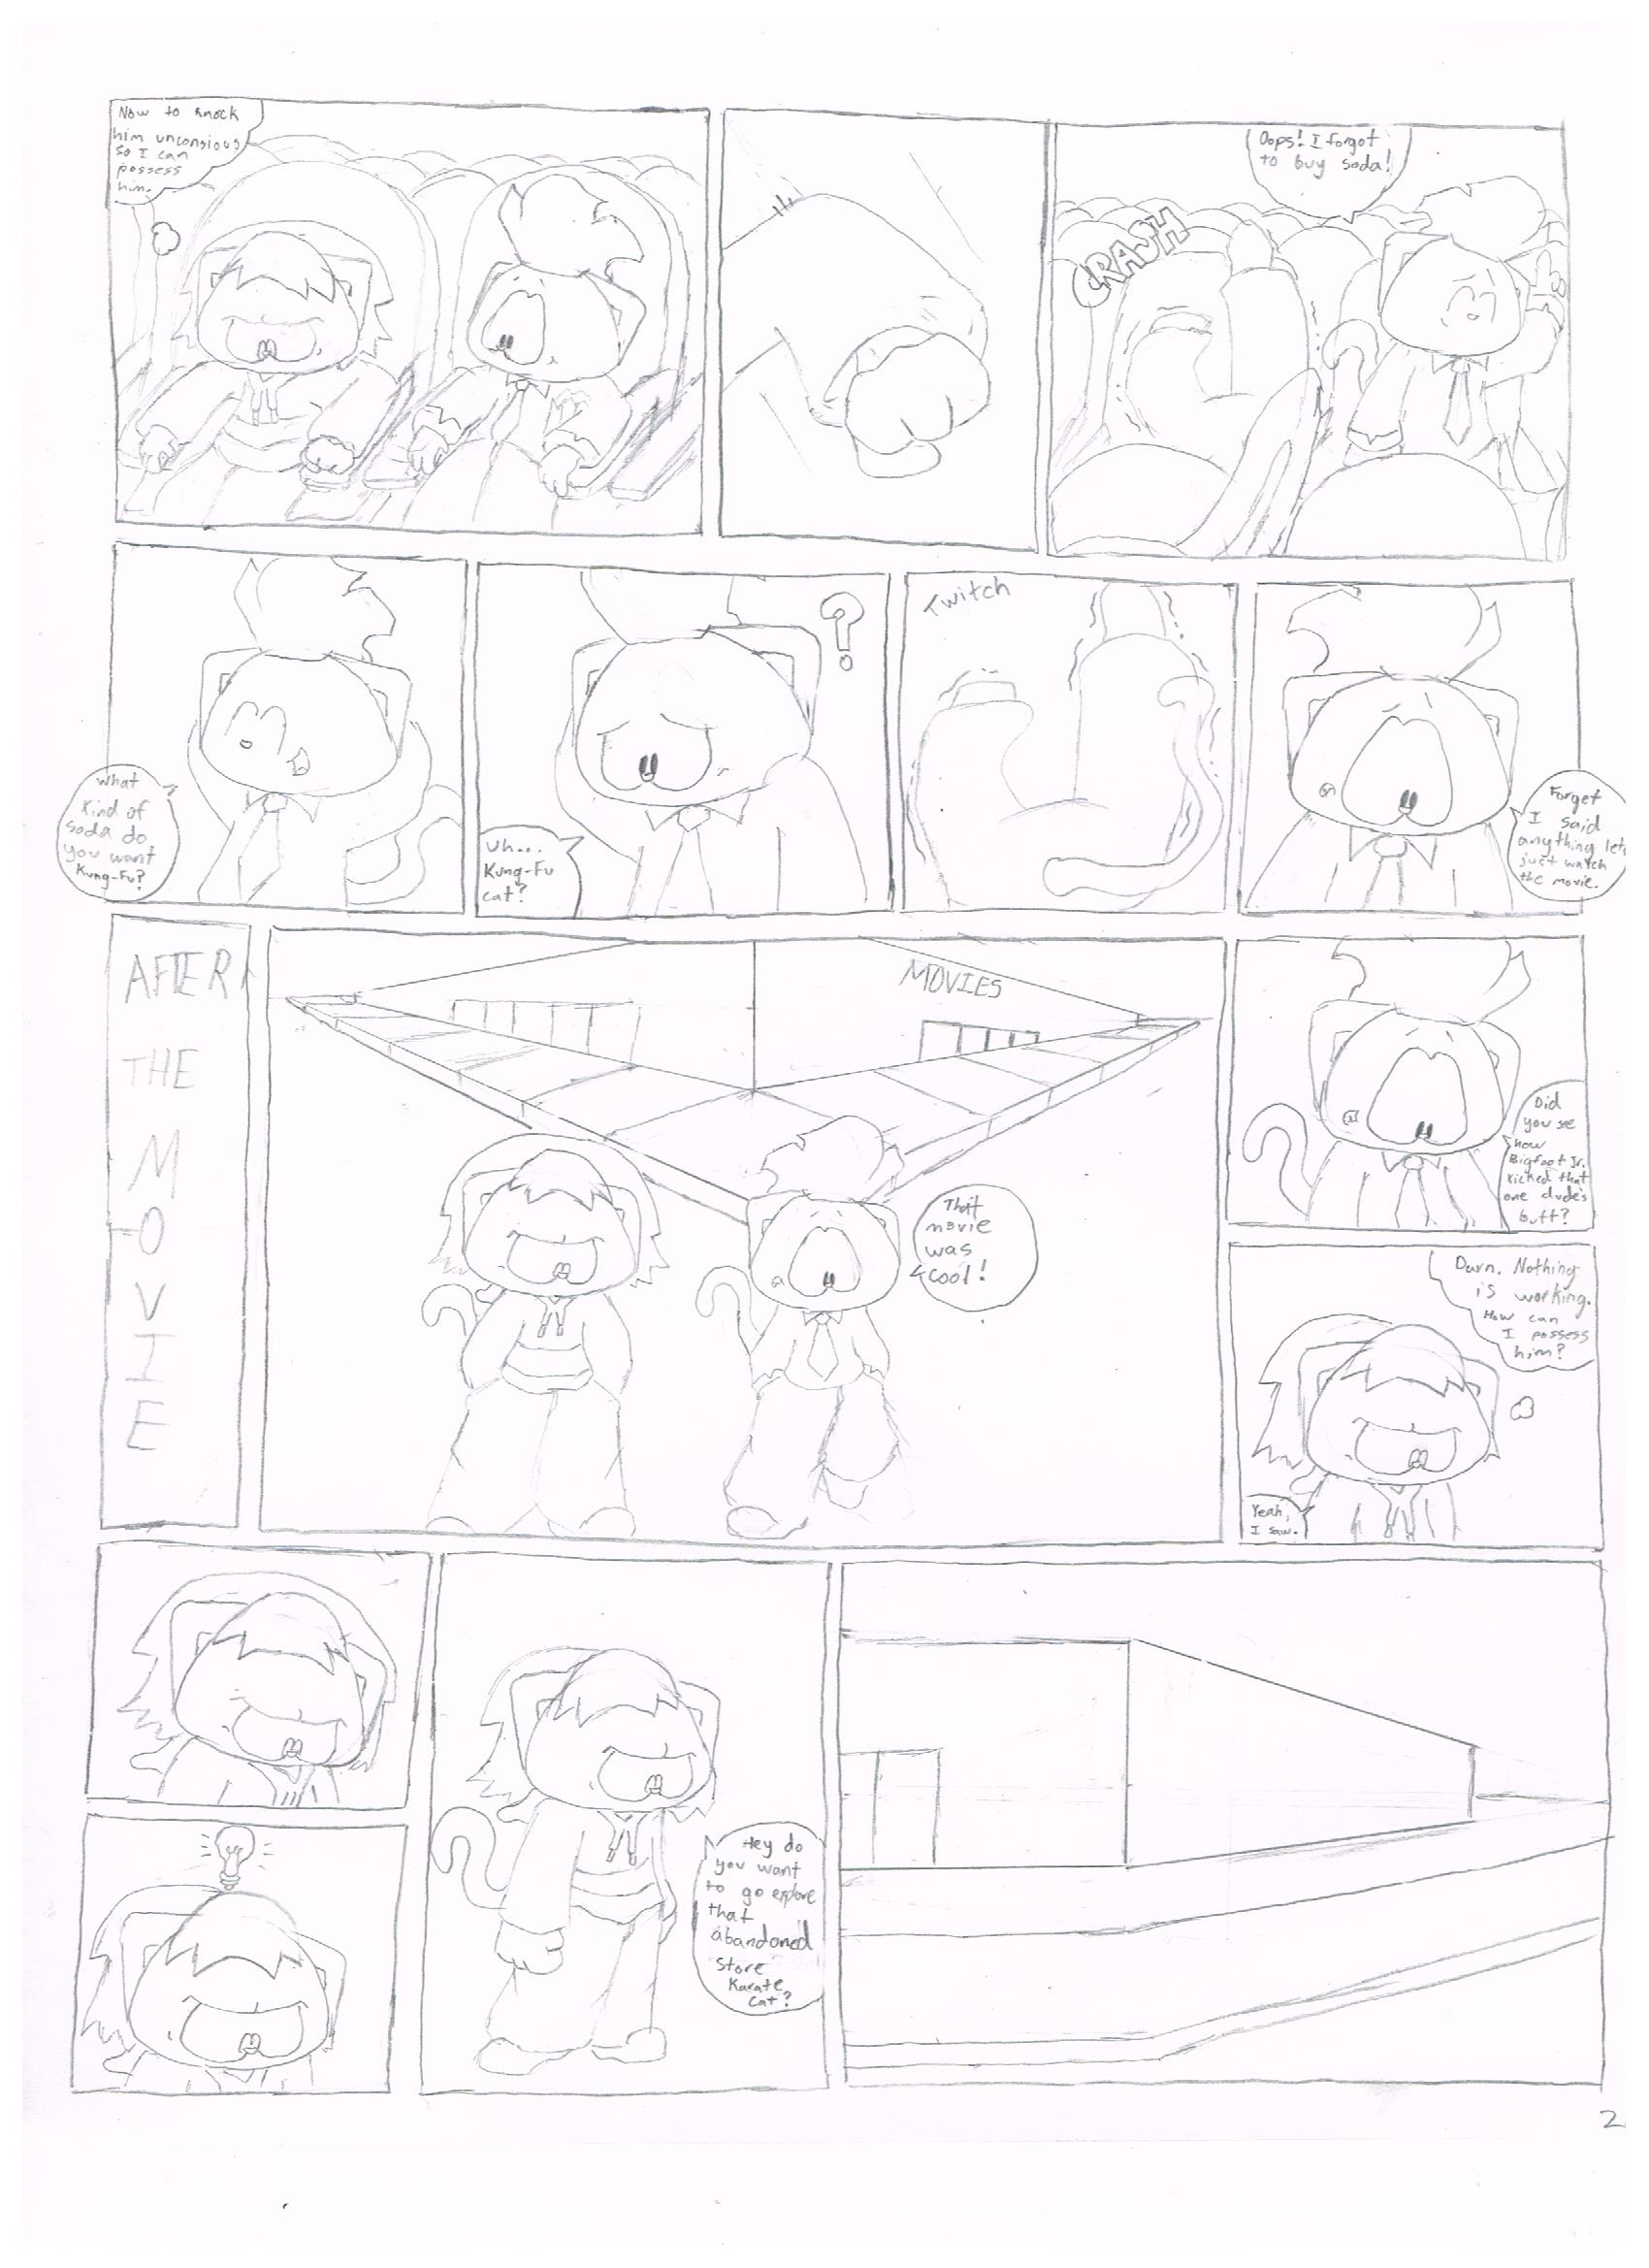 Now to knock
him unconsious
so I can
possess
him.
CRASH
Oops! I forgot
to buy soda!
What
kind of
soda do
you want
Kung-Fu?
?
Uh...
Kung-Fu
cat?
Twitch
Forget
I said
anything lets
just watch
the movie.
AFTER
THE
MOVIE
MOVIES
That
movie
was
cool!
Did
you see
how
Bigfoot Jr.
kicked that
one dude's
butt?
Darn. Nothing
is working.
How can
I possess
him?
Yeah,
I saw.
Hey do
you want
to go explore
that
abandoned
store
Karate
Cat?
2